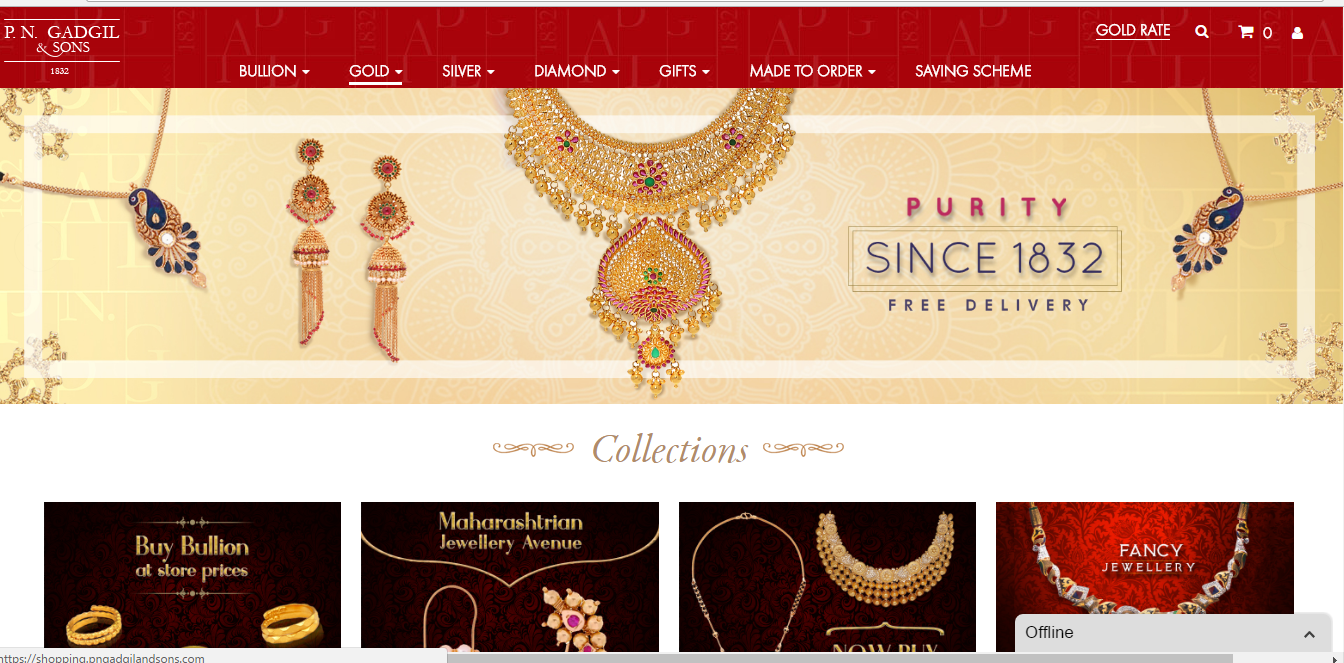 P. N. GADGIL
& SONS
1832
GOLD RATE
0
BULLION
GOLD
SILVER
DIAMOND
GIFTS
MADE TO ORDER
SAVING SCHEME
PURITY
SINCE 1832
FREE DELIVERY
Collections
Buy Bullion
at store prices
Maharashtrian
Jewellery Avenue
NOW BUY
FANCY
JEWELLERY
Offline
https://shopping.pngadgilandsons.com